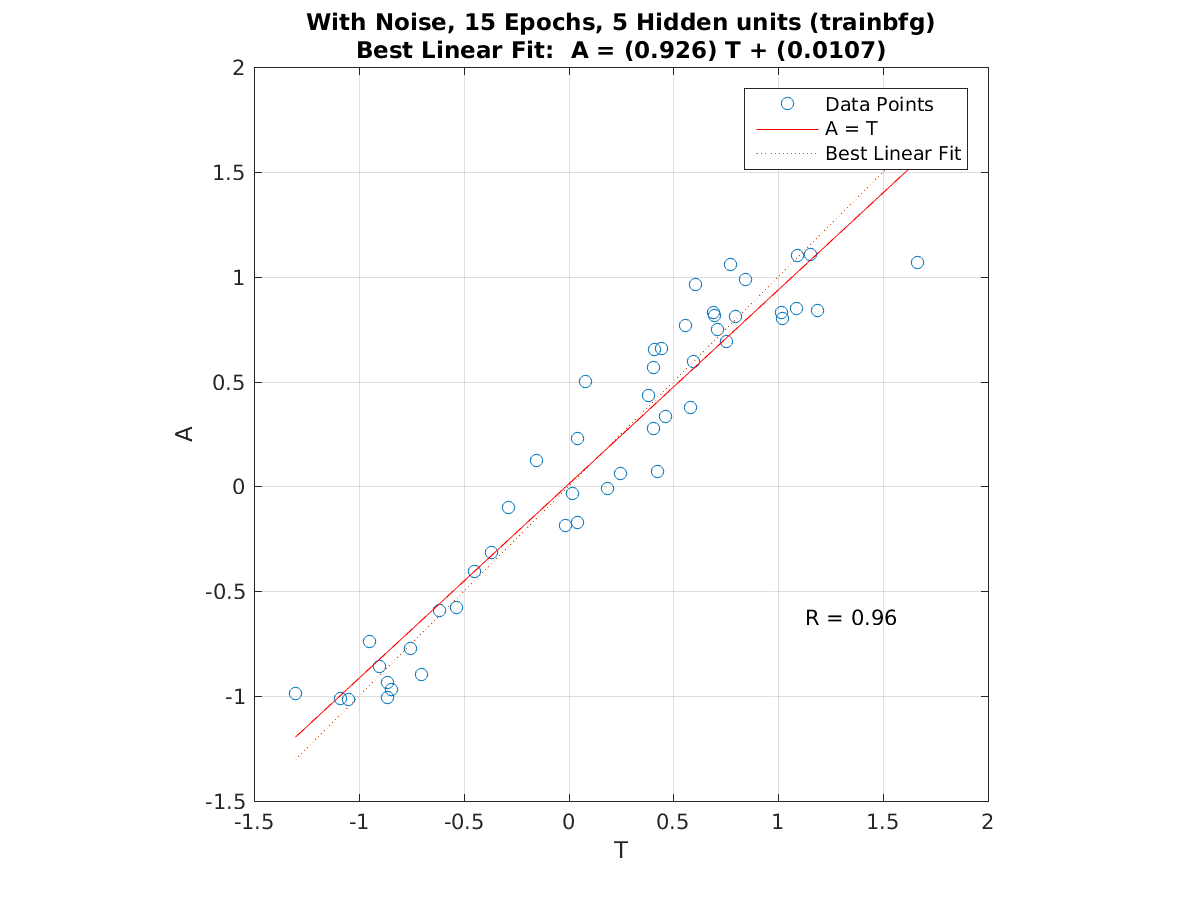 With Noise, 15 Epochs, 5 Hidden units (trainbfg)
Best Linear Fit:  A = (0.926) T + (0.0107)
2
1.5
1
0.5
0
-0.5
-1
-1.5
A
Data Points
A = T
Best Linear Fit
R = 0.96
-1.5 -1 -0.5 0 0.5 1 1.5 2
T